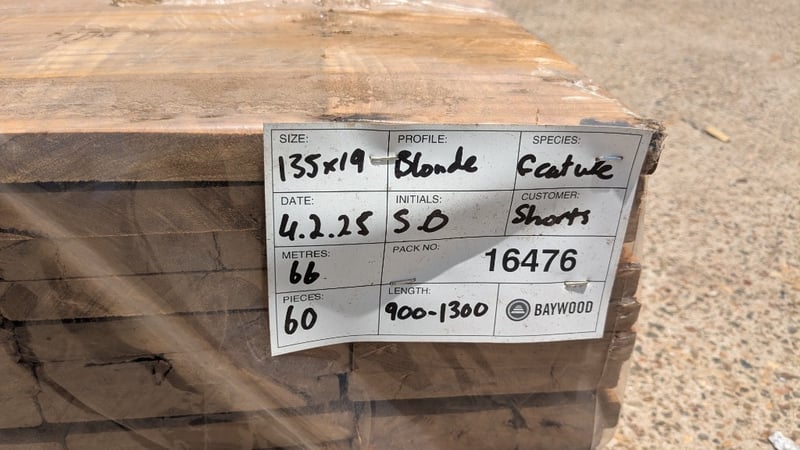 SIZE: PROFILE: SPECIES:
135x19 Blonde Feature
DATE: INITIALS: CUSTOMER:
4.2.25 S.O Shorts
METRES: PACK NO:
66 16476
PIECES: LENGTH:
60 900-1300 BAYWOOD